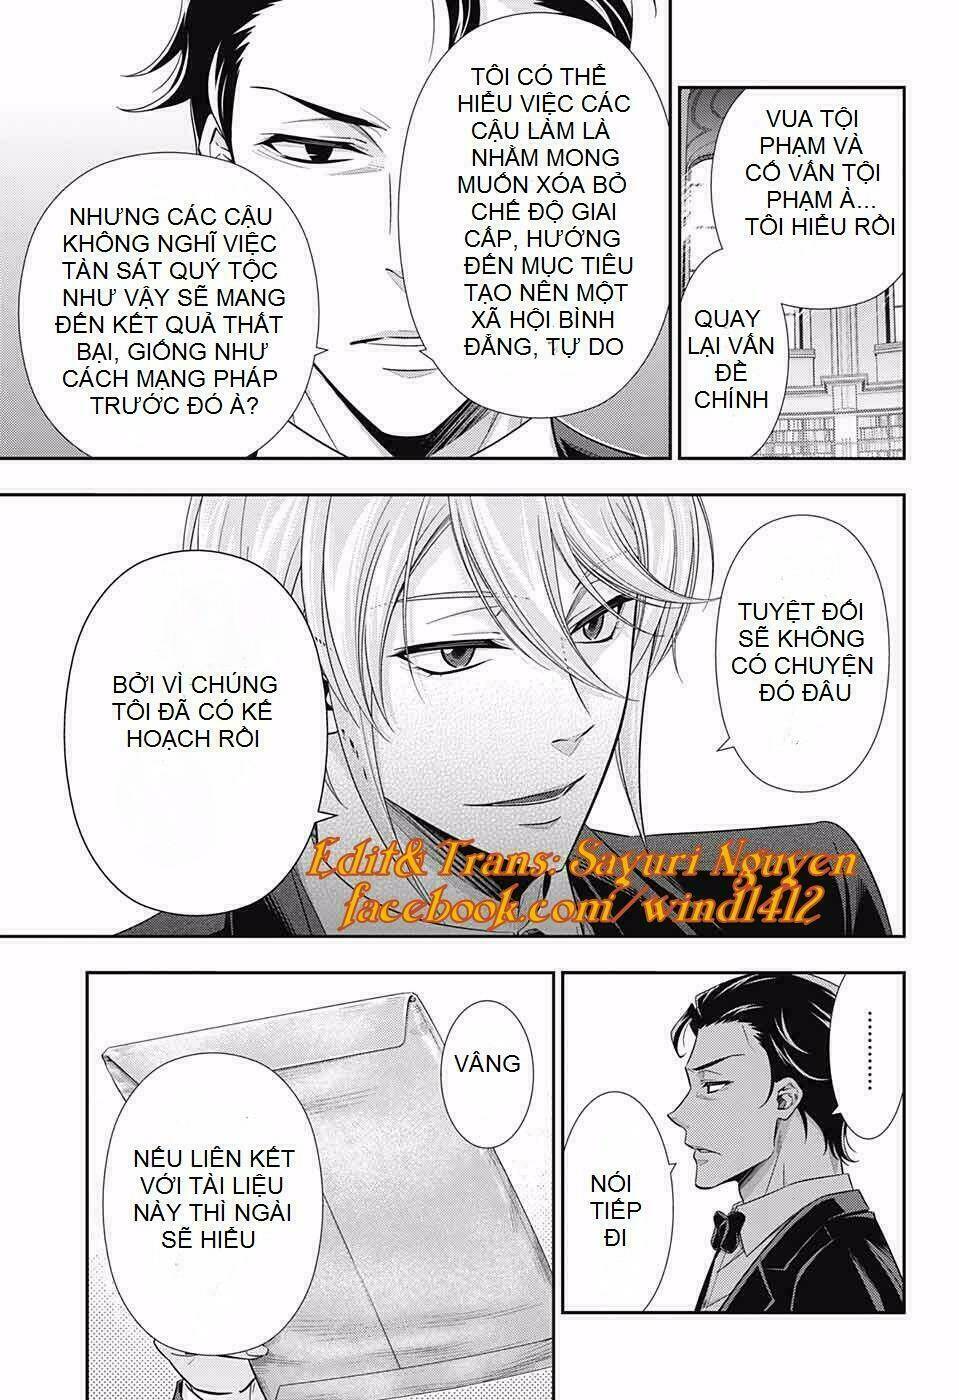 VUA TỘI
PHẠM VÀ
CỐ VẤN TỘI
PHẠM À...
TÔI HIỂU RỒI
QUAY
LẠI VẤN
ĐỀ
CHÍNH
TÔI CÓ THỂ
HIỂU VIỆC CÁC
CẬU LÀM LÀ
NHẰM MONG
MUỐN XÓA BỎ
CHẾ ĐỘ GIAI
CẤP, HƯỚNG
ĐẾN MỤC TIÊU
TẠO NÊN MỘT
XÃ HỘI BÌNH
ĐẲNG, TỰ DO
NHƯNG CÁC CẬU
KHÔNG NGHĨ VIỆC
TÀN SÁT QUÝ TỘC
NHƯ VẬY SẼ MANG
ĐẾN KẾT QUẢ THẤT
BẠI, GIỐNG NHƯ
CÁCH MẠNG PHÁP
TRƯỚC ĐÓ À?
TUYỆT ĐỐI
SẼ KHÔNG
CÓ CHUYỆN
ĐÓ ĐÂU
BỞI VÌ CHÚNG
TÔI ĐÃ CÓ KẾ
HOẠCH RỒI
Edit& Trans: Sayuri Nguyen
facebook.com/wind1412
.........
NÓI
TIẾP
ĐI
VÂNG
NẾU LIÊN KẾT
VỚI TÀI LIỆU
NÀY THÌ NGÀI
SẼ HIỂU